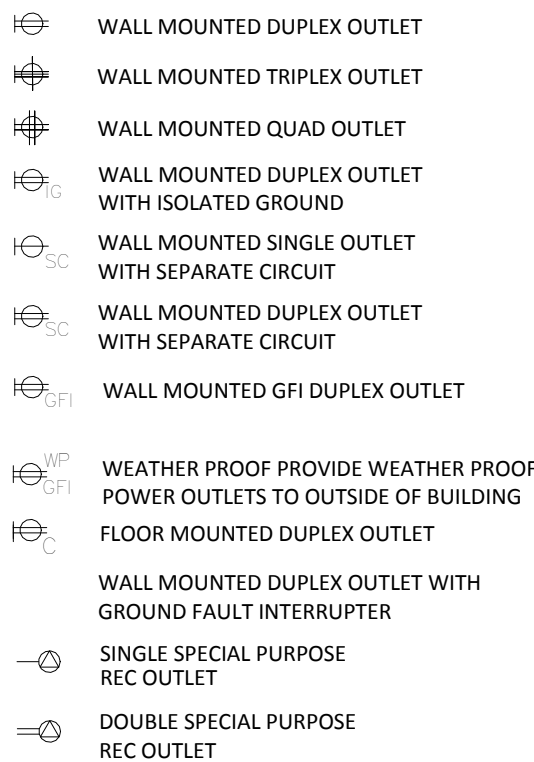 WALL MOUNTED DUPLEX OUTLET
WALL MOUNTED TRIPLEX OUTLET
WALL MOUNTED QUAD OUTLET
IG
WALL MOUNTED DUPLEX OUTLET
WITH ISOLATED GROUND
SC
WALL MOUNTED SINGLE OUTLET
WITH SEPARATE CIRCUIT
SC
WALL MOUNTED DUPLEX OUTLET
WITH SEPARATE CIRCUIT
GFI
WALL MOUNTED GFI DUPLEX OUTLET
WP
GFI
WEATHER PROOF PROVIDE WEATHER PROOF
POWER OUTLETS TO OUTSIDE OF BUILDING
C
FLOOR MOUNTED DUPLEX OUTLET
WALL MOUNTED DUPLEX OUTLET WITH
GROUND FAULT INTERRUPTER
SINGLE SPECIAL PURPOSE
REC OUTLET
DOUBLE SPECIAL PURPOSE
REC OUTLET